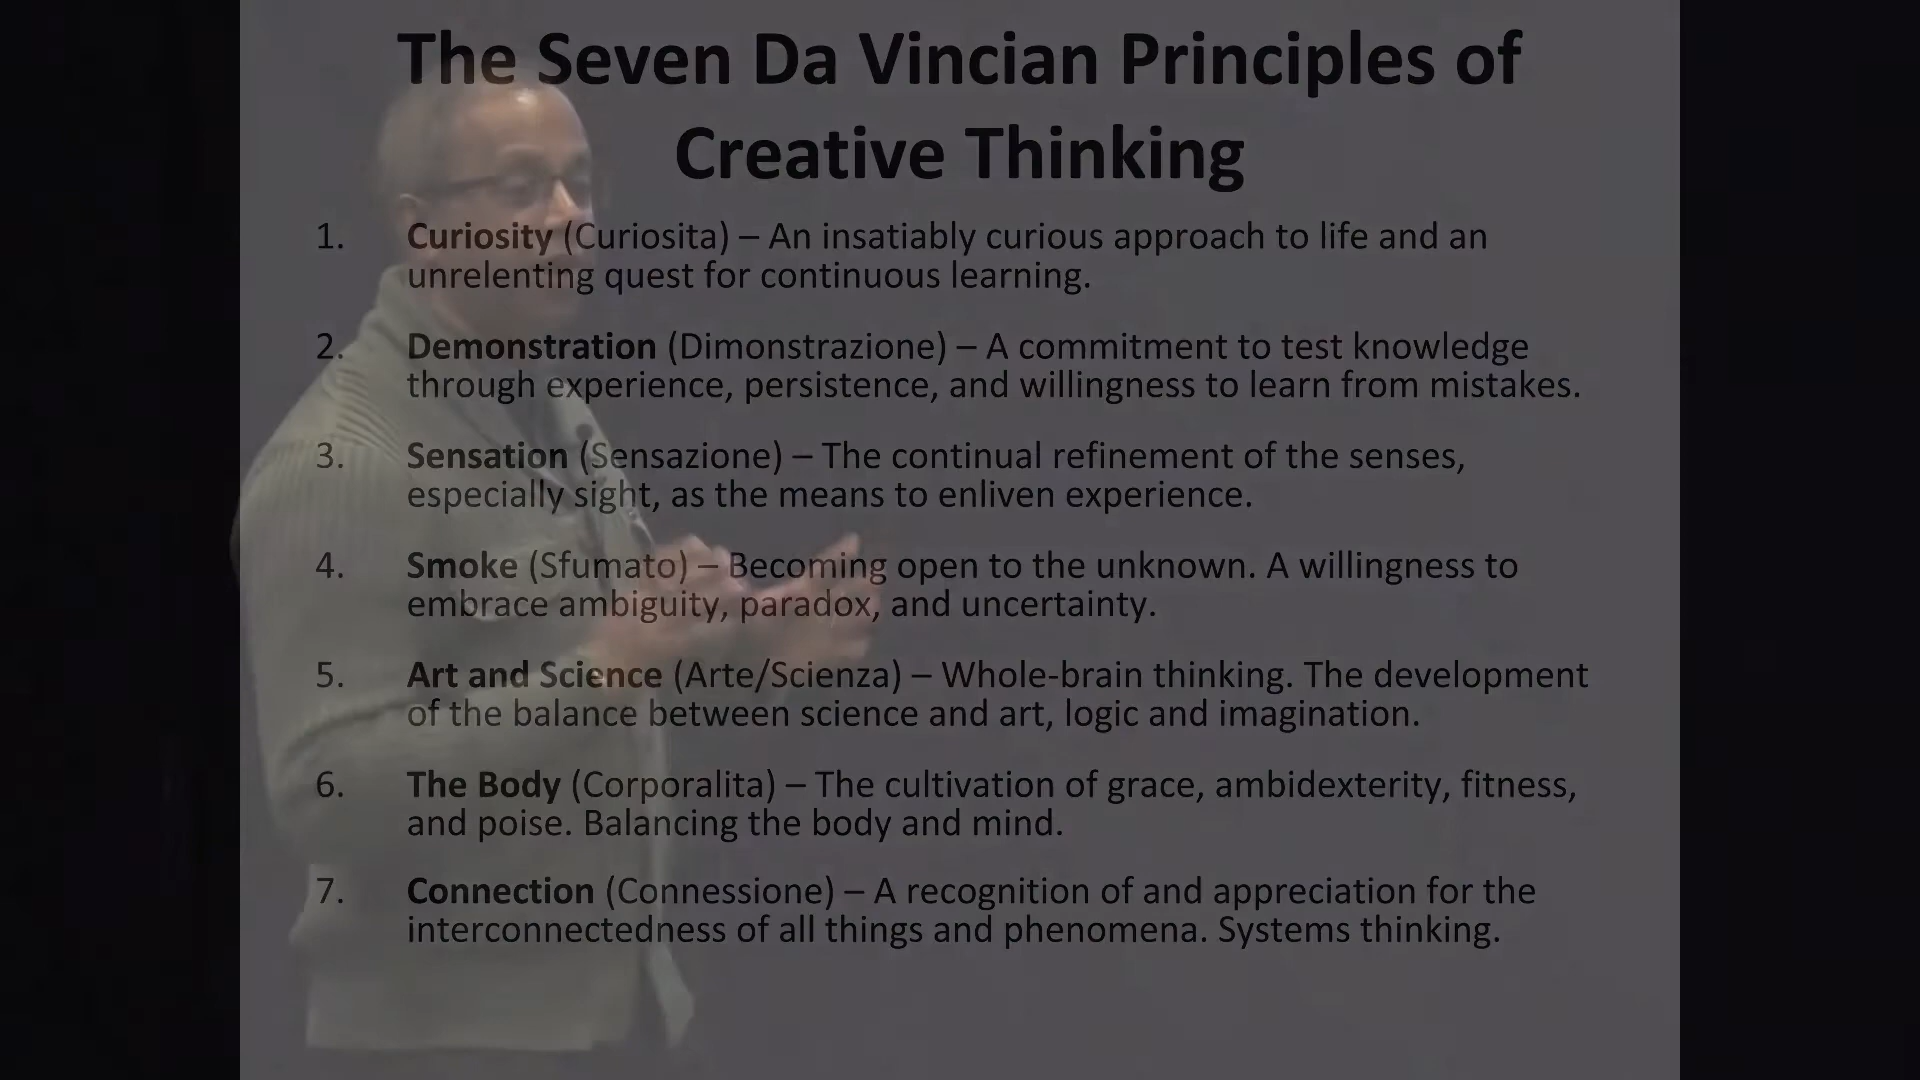 The Seven Da Vincian Principles of
Creative Thinking
1. Curiosity (Curiosita) – An insatiably curious approach to life and an
unrelenting quest for continuous learning.
2. Demonstration (Dimonstrazione) – A commitment to test knowledge
through experience, persistence, and willingness to learn from mistakes.
3. Sensation (Sensazione) – The continual refinement of the senses,
especially sight, as the means to enliven experience.
4. Smoke (Sfumato) – Becoming open to the unknown. A willingness to
embrace ambiguity, paradox, and uncertainty.
5. Art and Science (Arte/Scienza) – Whole-brain thinking. The development
of the balance between science and art, logic and imagination.
6. The Body (Corporalita) – The cultivation of grace, ambidexterity, fitness,
and poise. Balancing the body and mind.
7. Connection (Connessione) – A recognition of and appreciation for the
interconnectedness of all things and phenomena. Systems thinking.